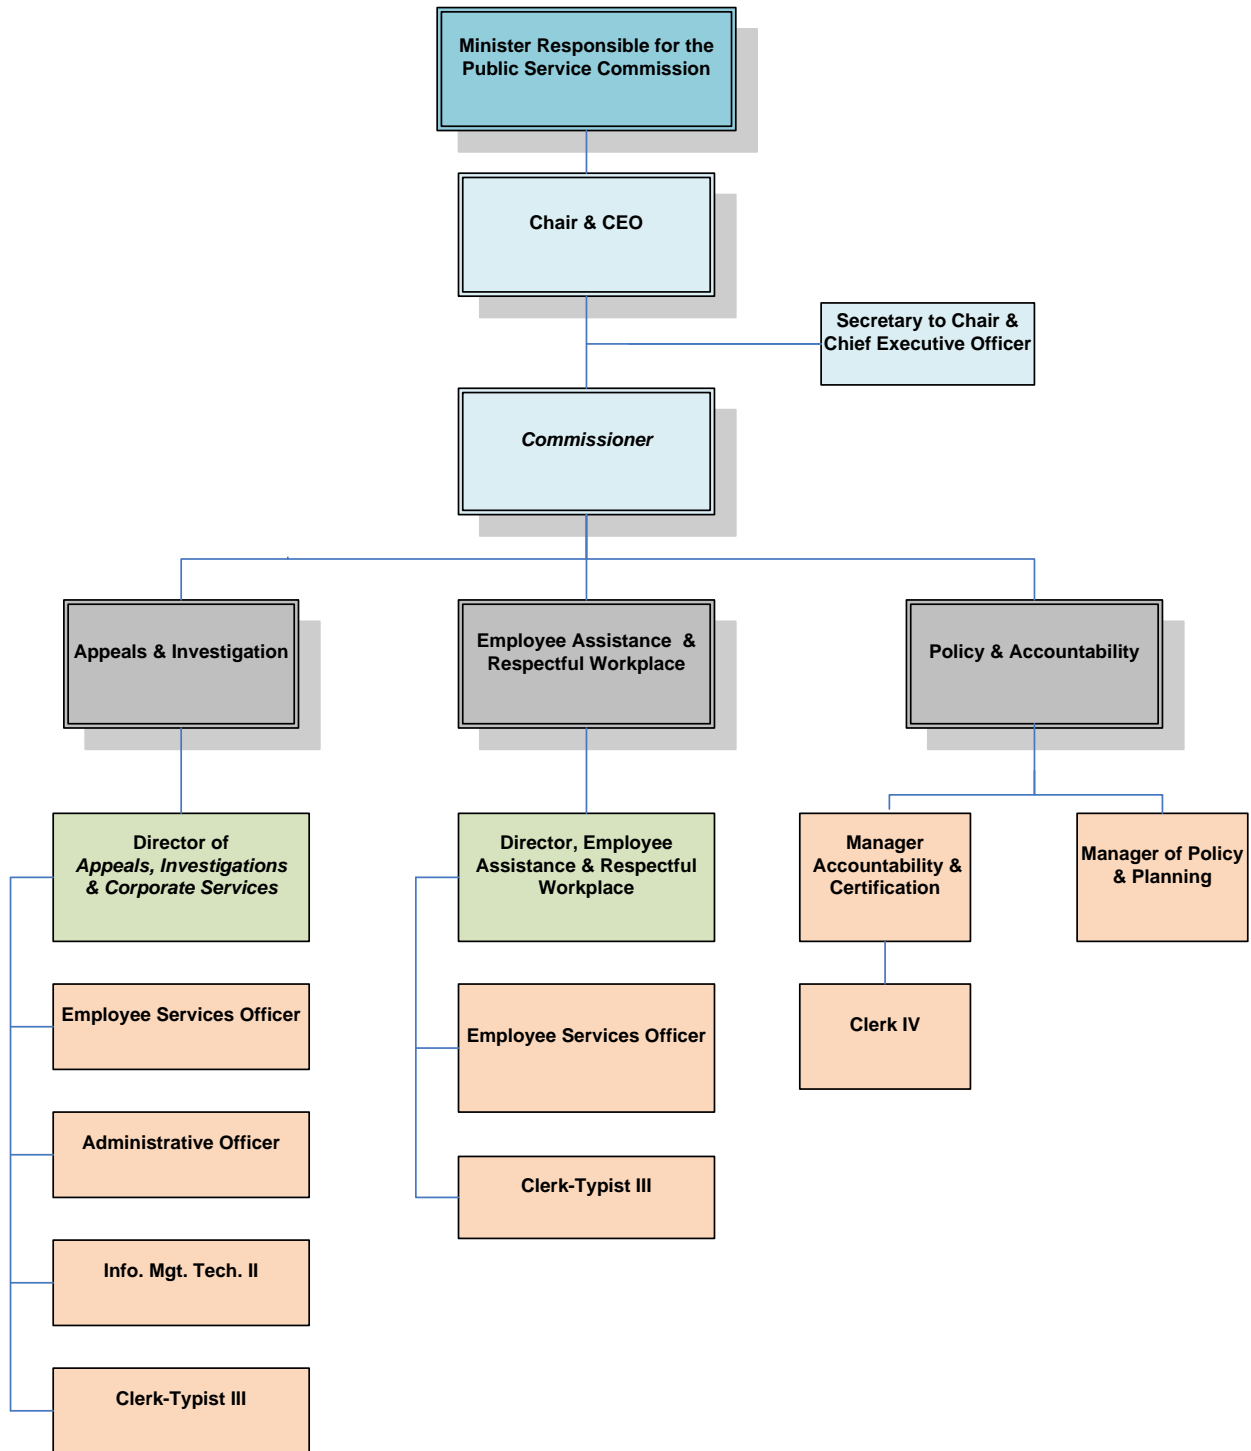 Minister Responsible for the
Public Service Commission
Chair & CEO
Secretary to Chair &
Chief Executive Officer
Commissioner
Appeals & Investigation
Employee Assistance &
Respectful Workplace
Policy & Accountability
Director of
Appeals, Investigations
& Corporate Services
Director, Employee
Assistance & Respectful
Workplace
Manager
Accountability &
Certification
Manager of Policy
& Planning
Employee Services Officer
Employee Services Officer
Clerk IV
Administrative Officer
Clerk-Typist III
Info. Mgt. Tech. II
Clerk-Typist III